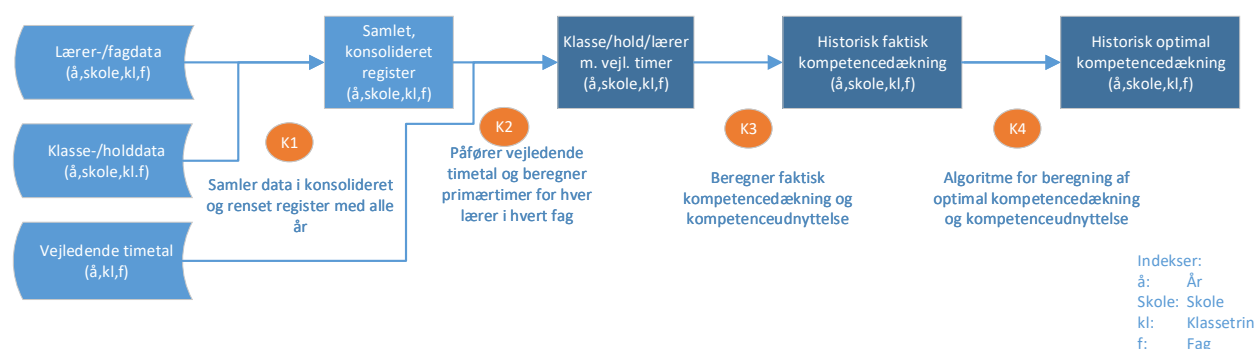 Lærer-/fagdata
(å,skole,kl,f)
Klasse-/holddata
(å,skole,kl.f)
Vejledende timetal
(å,kl,f)
Samlet,
konsolideret
register
(å,skole,kl,f)
Klasse/hold/lærer
m. vejl. timer
(å,skole,kl,f)
Historisk faktisk
kompetencedækning
(å,skole,kl,f)
Historisk optimal
kompetencedækning
(å,skole,kl,f)
K1
Samler data i konsolideret
og renset register med alle
år
K2
Påfører vejledende
timetal og beregner
primærtimer for hver
lærer i hvert fag
K3
Beregner faktisk
kompetencedækning og
kompetenceudnyttelse
K4
Algoritme for beregning af
optimal kompetencedækning
og kompetenceudnyttelse
Indekser:
å: År
Skole: Skole
kl: Klassetrin
f: Fag